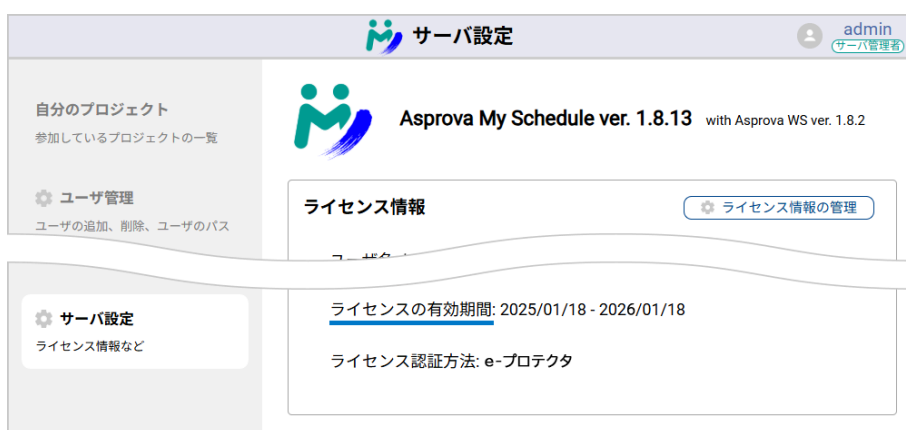 サーバ設定
admin
サーバ管理者
自分のプロジェクト
参加しているプロジェクトの一覧
Asprova My Schedule ver. 1.8.13 with Asprova WS ver. 1.8.2
ユーザ管理
ユーザの追加、削除、ユーザのパス
ライセンス情報
ライセンス情報の管理
サーバ設定
ライセンス情報など
ライセンスの有効期間: 2025/01/18 - 2026/01/18
ライセンス認証方法: e-プロテクタ